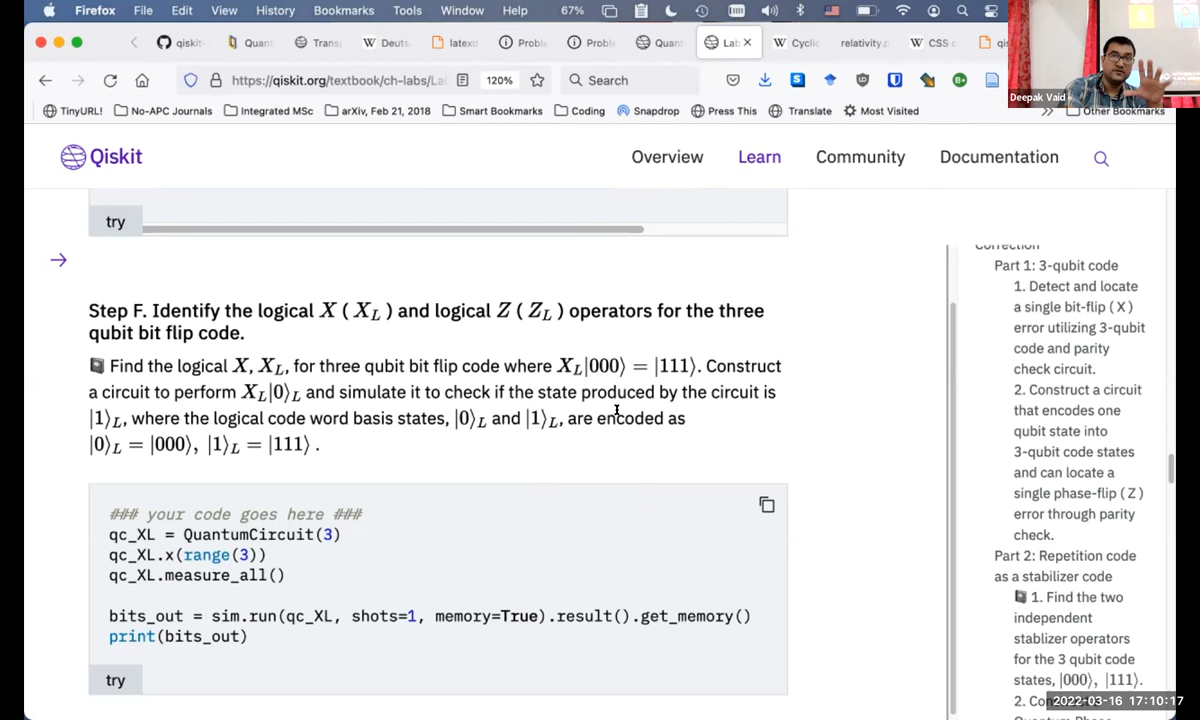 Firefox File Edit View History Bookmarks Tools Window Help 67%
qiskit Quant Trans Deuts latexd Proble Proble Quant Lab Cyclic relativity.p CSS c qis
https://qiskit.org/textbook/ch-labs/La 120% Search
Deepak Vaid
TinyURL! No-APC Journals Integrated MSc arXiv, Feb 21, 2018 Smart Bookmarks Coding Snapdrop Press This Translate Most Visited Other Bookmarks
Qiskit
Overview Learn Community Documentation
try
Step F. Identify the logical X ( X_L ) and logical Z ( Z_L ) operators for the three
qubit bit flip code.
Find the logical X, X_L, for three qubit bit flip code where X_L|000⟩ = |111⟩. Construct
a circuit to perform X_L|0⟩_L and simulate it to check if the state produced by the circuit is
|1⟩_L, where the logical code word basis states, |0⟩_L and |1⟩_L, are encoded as
|0⟩_L = |000⟩, |1⟩_L = |111⟩ .
### your code goes here ###
qc_XL = QuantumCircuit(3)
qc_XL.x(range(3))
qc_XL.measure_all()
bits_out = sim.run(qc_XL, shots=1, memory=True).result().get_memory()
print(bits_out)
try
Correction
Part 1: 3-qubit code
1. Detect and locate
a single bit-flip ( X )
error utilizing 3-qubit
code and parity
check circuit.
2. Construct a circuit
that encodes one
qubit state into
3-qubit code states
and can locate a
single phase-flip ( Z )
error through parity
check.
Part 2: Repetition code
as a stabilizer code
1. Find the two
independent
stablizer operators
for the 3 qubit code
states, |000⟩, |111⟩.
2. Con
2022-03-16 17:10:17